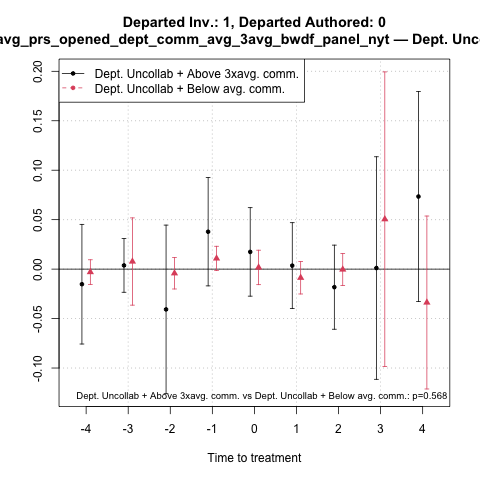 Departed Inv.: 1, Departed Authored: 0
avg_prs_opened_dept_comm_avg_3avg_bwdf_panel_nyt — Dept. Unco
Dept. Uncollab + Above 3xavg. comm.
Dept. Uncollab + Below avg. comm.
0.20
0.15
0.10
0.05
0.00
-0.05
-0.10
Dept. Uncollab + Above 3xavg. comm. vs Dept. Uncollab + Below avg. comm.: p=0.568
-4 -3 -2 -1 0 1 2 3 4
Time to treatment